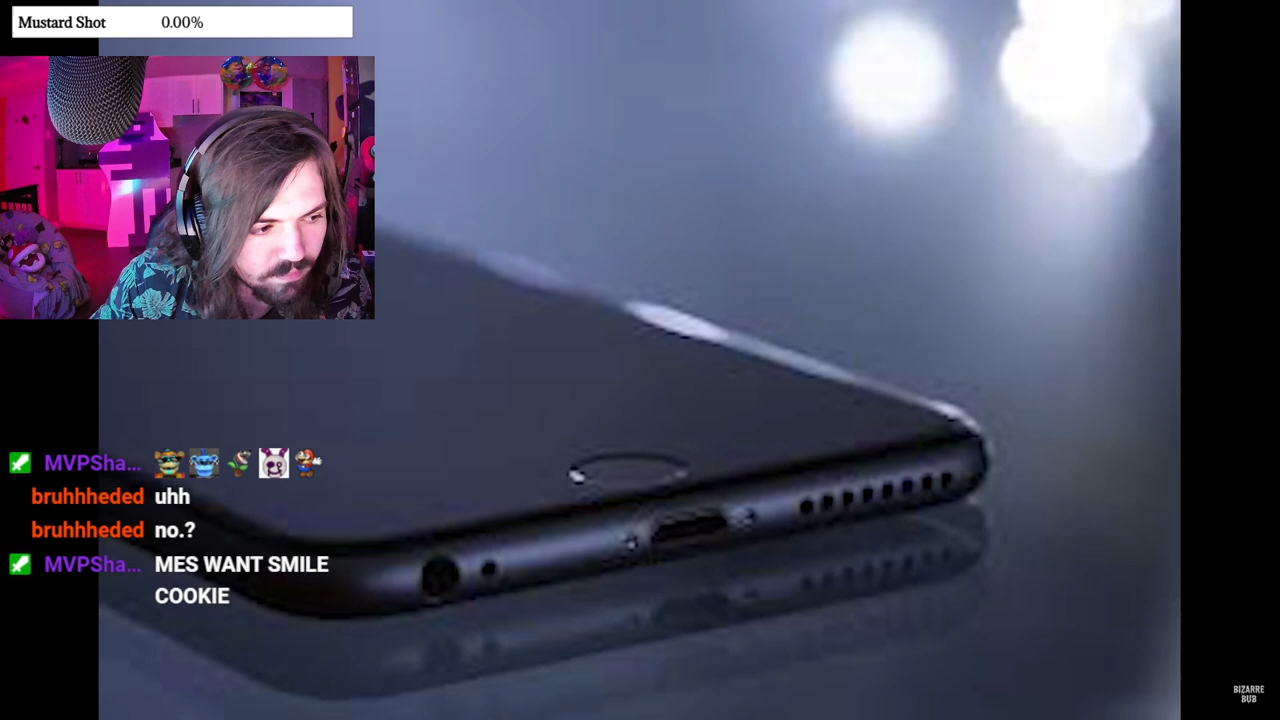 Mustard Shot 0.00%
MVPSha...
bruhhheded uhh
bruhhheded no.?
MVPSha... MES WANT SMILE
COOKIE
BIZARRE
BUB